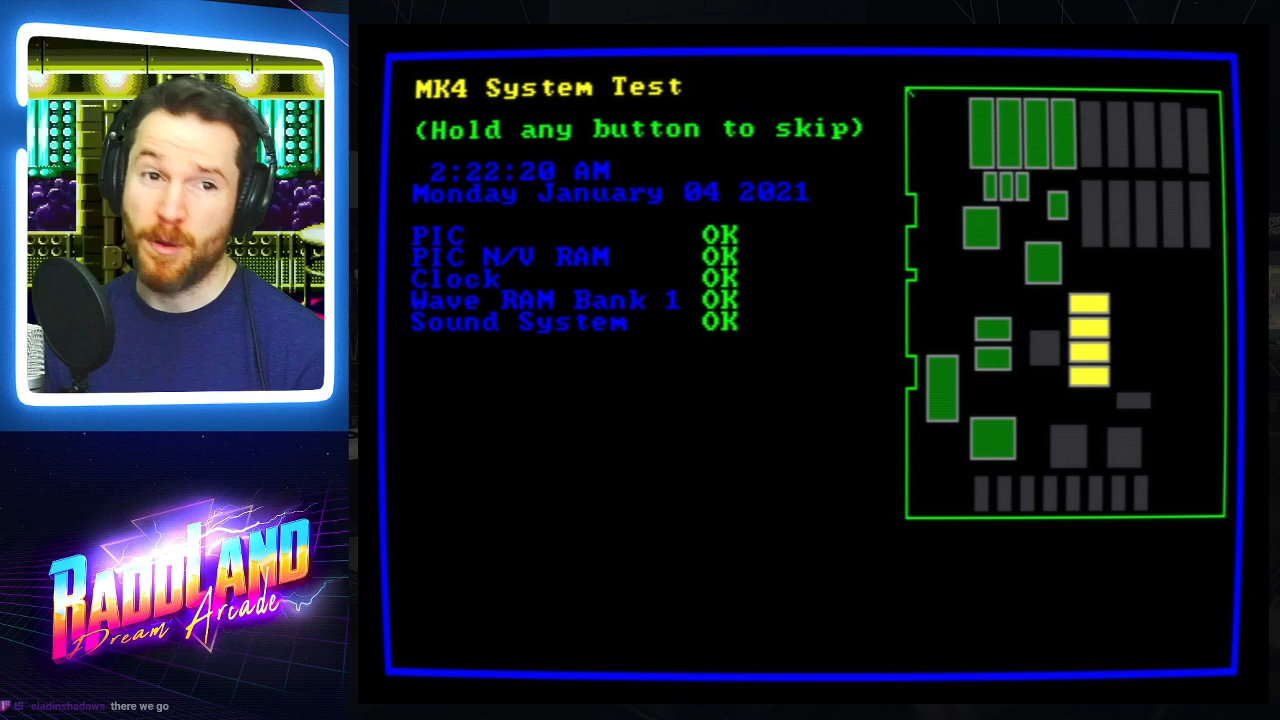 MK4 System Test
(Hold any button to skip)
2:22:20 AM
Monday January 04 2021
PIC OK
PIC N/V RAM OK
Clock OK
Wave RAM Bank 1 OK
Sound System OK
RADDLAND
Dream Arcade
cladinshadows there we go